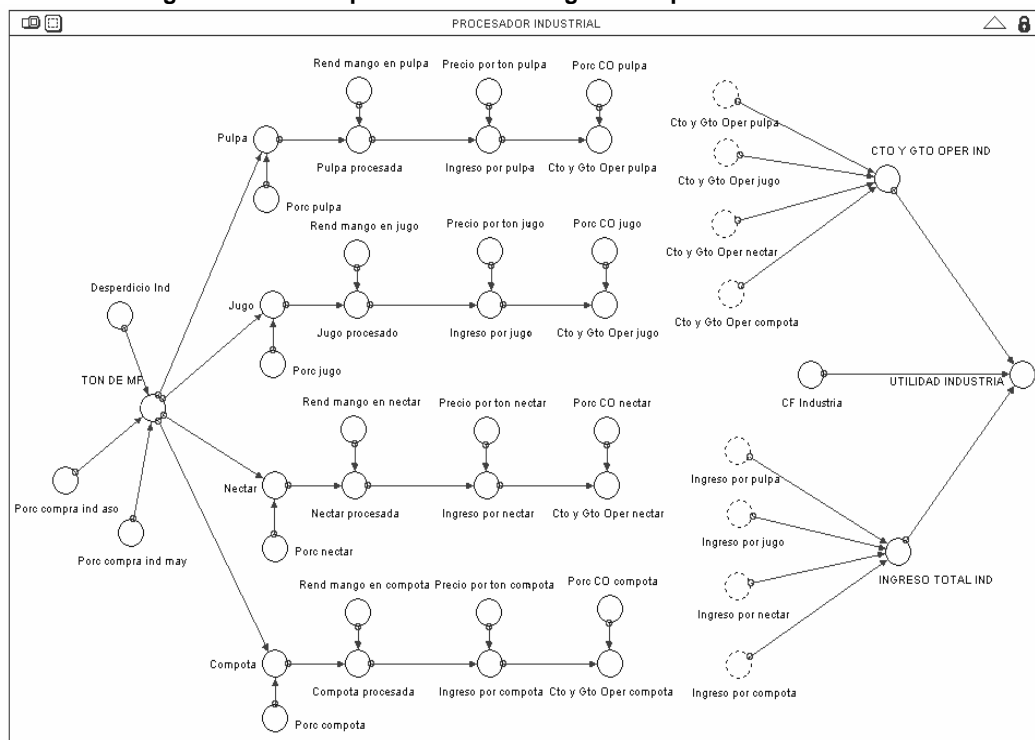 PROCESADOR INDUSTRIAL
Rend mango en pulpa
Precio por ton pulpa
Porc CO pulpa
Pulpa
Pulpa procesada
Ingreso por pulpa
Cto y Gto Oper pulpa
Porc pulpa
Cto y Gto Oper pulpa
CTO Y GTO OPER IND
Cto y Gto Oper jugo
Rend mango en jugo
Precio por ton jugo
Porc CO jugo
Cto y Gto Oper nectar
Desperdicio Ind
Jugo
Jugo procesado
Ingreso por jugo
Cto y Gto Oper jugo
Cto y Gto Oper compota
Porc jugo
TON DE MP
UTILIDAD INDUSTRIA
CF Industria
Rend mango en nectar
Precio por ton nectar
Porc CO nectar
Nectar
Nectar procesada
Ingreso por nectar
Cto y Gto Oper nectar
Ingreso por pulpa
Porc compra ind aso
Porc nectar
Porc compra ind may
Ingreso por jugo
INGRESO TOTAL IND
Rend mango en compota
Precio por ton compota
Porc CO compota
Ingreso por nectar
Compota
Compota procesada
Ingreso por compota
Cto y Gto Oper compota
Ingreso por compota
Porc compota